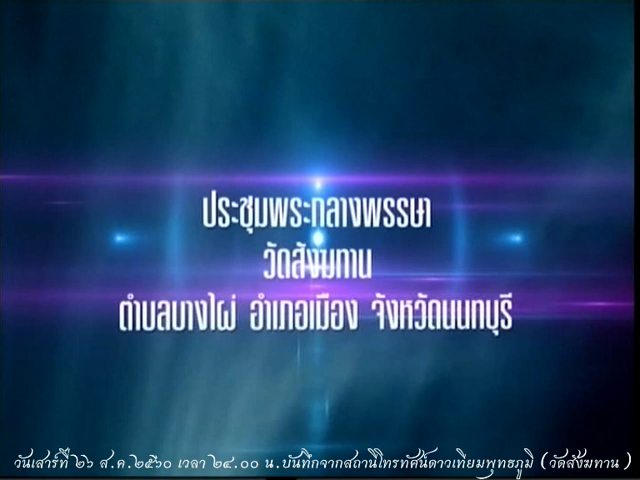 ประชุมพระกลางพรรษา
วัดสังฆทาน
ตำบลบางไผ่ อำเภอเมือง จังหวัดนนทบุรี
วันเสาร์ที่ ๒๖ ส.ค.๒๕๖๐ เวลา ๒๔.๐๐ น.บันทึกจากสถานีโทรทัศน์ดาวเทียมพุทธภูมิ (วัดสังฆทาน )